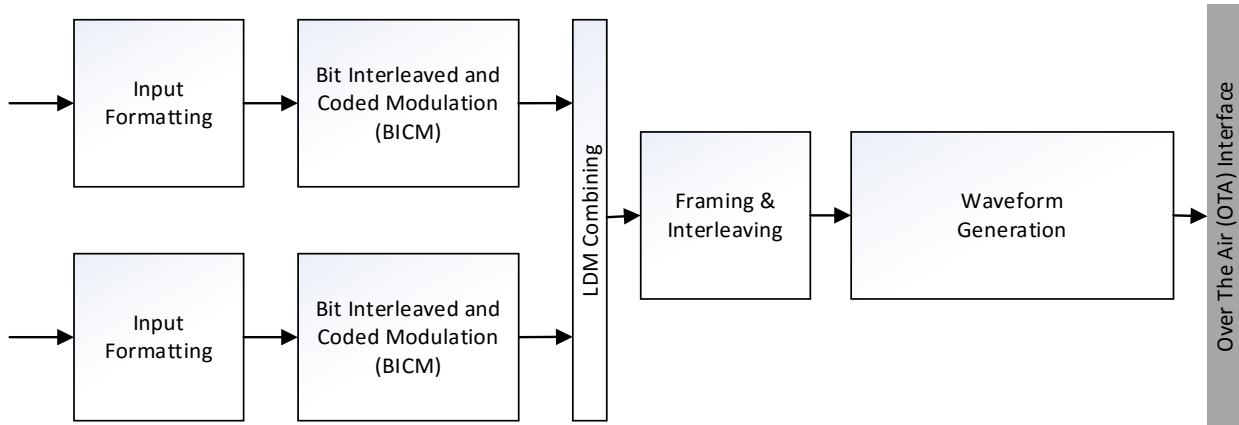 Input
Formatting
Bit Interleaved and
Coded Modulation
(BICM)
Input
Formatting
Bit Interleaved and
Coded Modulation
(BICM)
LDM Combining
Framing &
Interleaving
Waveform
Generation
Over The Air (OTA) Interface